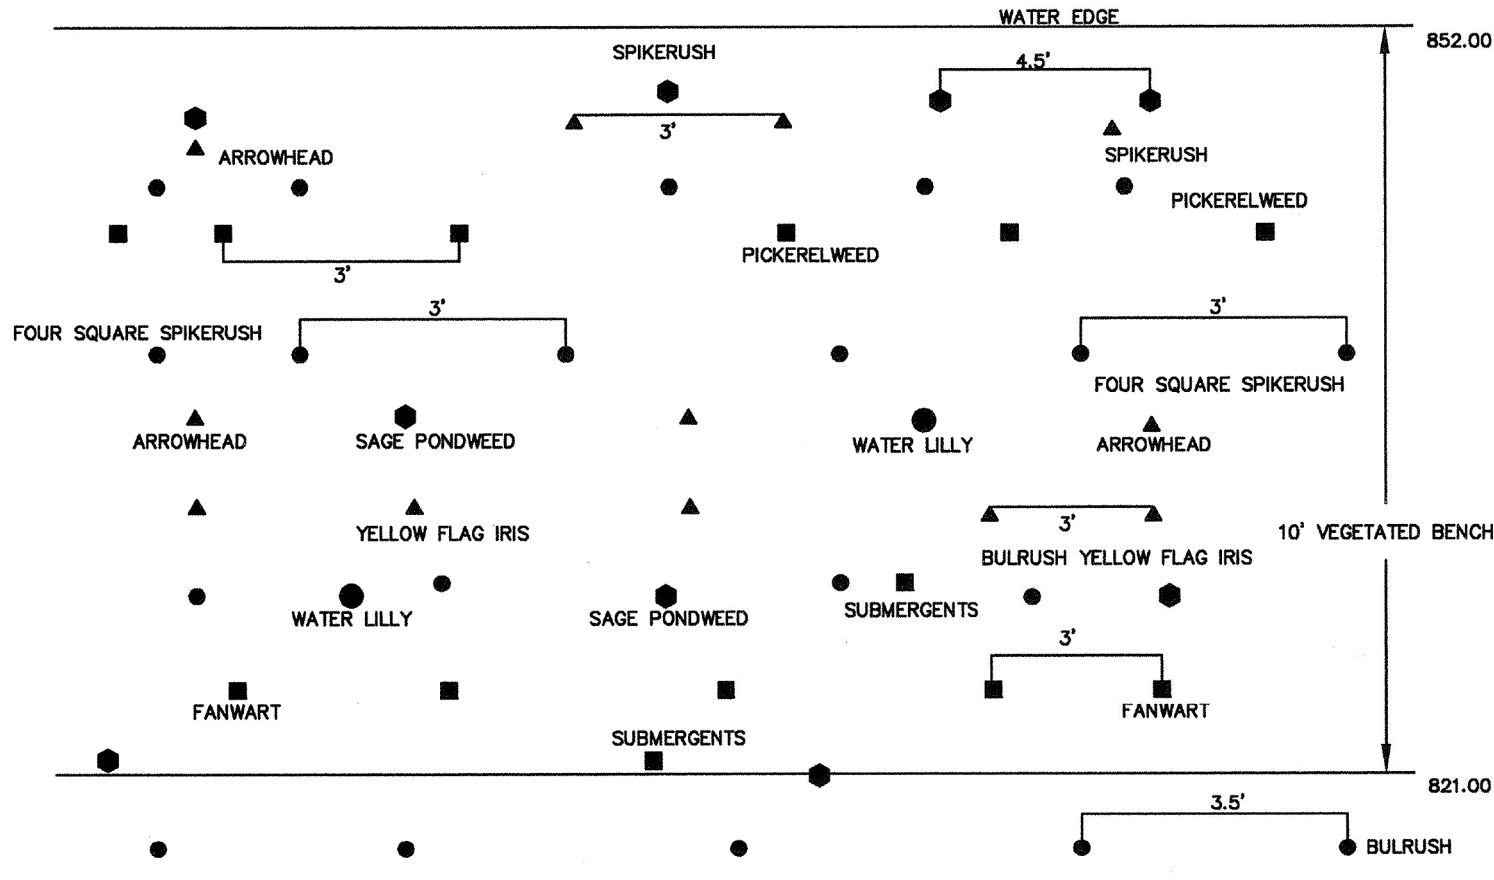 WATER EDGE
852.00
SPIKERUSH
4.5'
3'
ARROWHEAD
SPIKERUSH
PICKERELWEED
PICKERELWEED
3'
3'
3'
FOUR SQUARE SPIKERUSH
FOUR SQUARE SPIKERUSH
ARROWHEAD
SAGE PONDWEED
WATER LILLY
ARROWHEAD
YELLOW FLAG IRIS
3'
10' VEGETATED BENCH
BULRUSH YELLOW FLAG IRIS
WATER LILLY
SAGE PONDWEED
SUBMERGENTS
3'
FANWART
FANWART
SUBMERGENTS
821.00
3.5'
BULRUSH